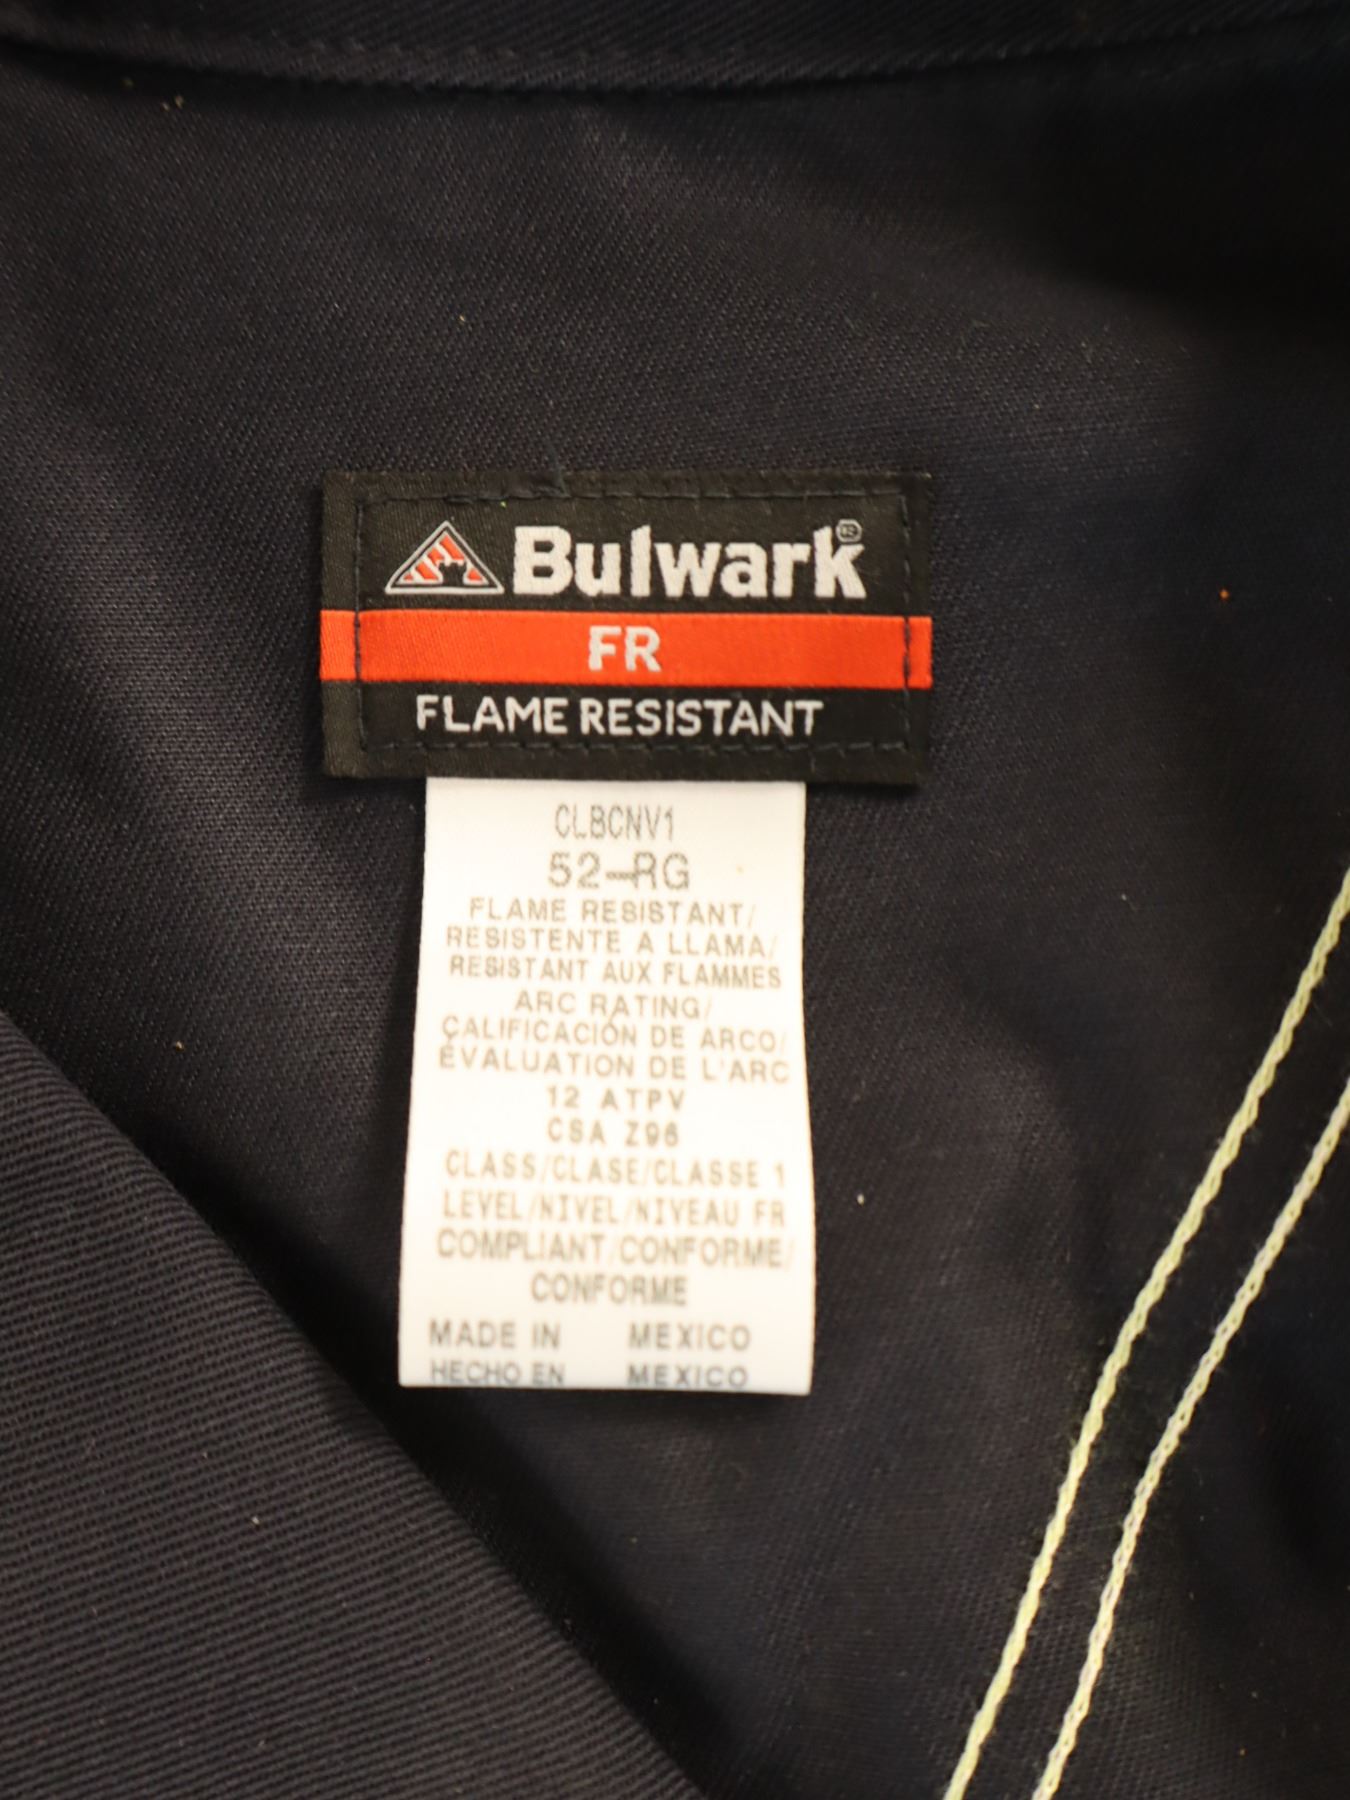 Bulwark®
FR
FLAME RESISTANT
CLBCNV1
52-RG
FLAME RESISTANT/
RESISTENTE A LLAMA/
RESISTANT AUX FLAMMES
ARC RATING/
CALIFICACIÓN DE ARCO/
ÉVALUATION DE L'ARC
12 ATPV
CSA Z96
CLASS/CLASE/CLASSE 1
LEVEL/NIVEL/NIVEAU FR
COMPLIANT/CONFORME/
CONFORME
MADE IN MEXICO
HECHO EN MEXICO